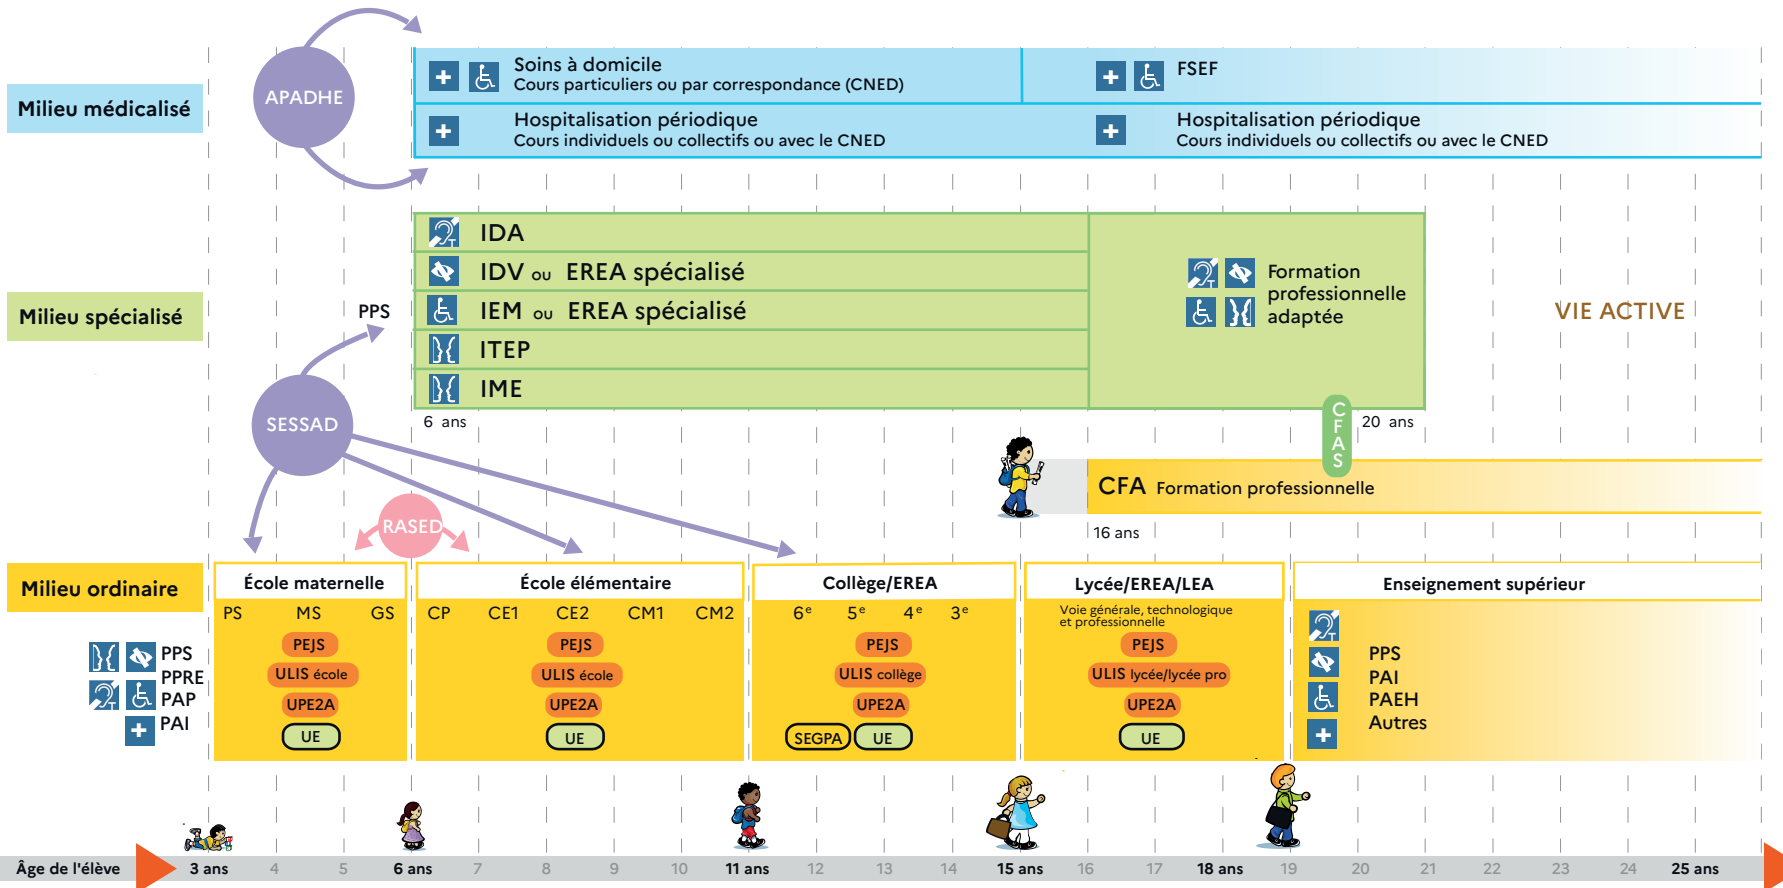 Milieu médicalisé
APADHE
Soins à domicile
Cours particuliers ou par correspondance (CNED)
FSEF
Hospitalisation périodique
Cours individuels ou collectifs ou avec le CNED
Hospitalisation périodique
Cours individuels ou collectifs ou avec le CNED
Milieu spécialisé
PPS
SESSAD
IDA
IDV ou EREA spécialisé
IEM ou EREA spécialisé
ITEP
IME
6 ans
Formation
professionnelle
adaptée
20 ans
VIE ACTIVE
CFAS
CFA Formation professionnelle
16 ans
RASED
Milieu ordinaire
PPS
PPRE
PAP
PAI
École maternelle
PS MS GS
PEJS
ULIS école
UPE2A
UE
École élémentaire
CP CE1 CE2 CM1 CM2
PEJS
ULIS école
UPE2A
UE
Collège/EREA
6e 5e 4e 3e
PEJS
ULIS collège
UPE2A
SEGPA UE
Lycée/EREA/LEA
Voie générale, technologique
et professionnelle
PEJS
ULIS lycée/lycée pro
UPE2A
UE
Enseignement supérieur
PPS
PAI
PAEH
Autres
Âge de l'élève 3 ans 4 5 6 ans 7 8 9 10 11 ans 12 13 14 15 ans 16 17 18 ans 19 20 21 22 23 24 25 ans